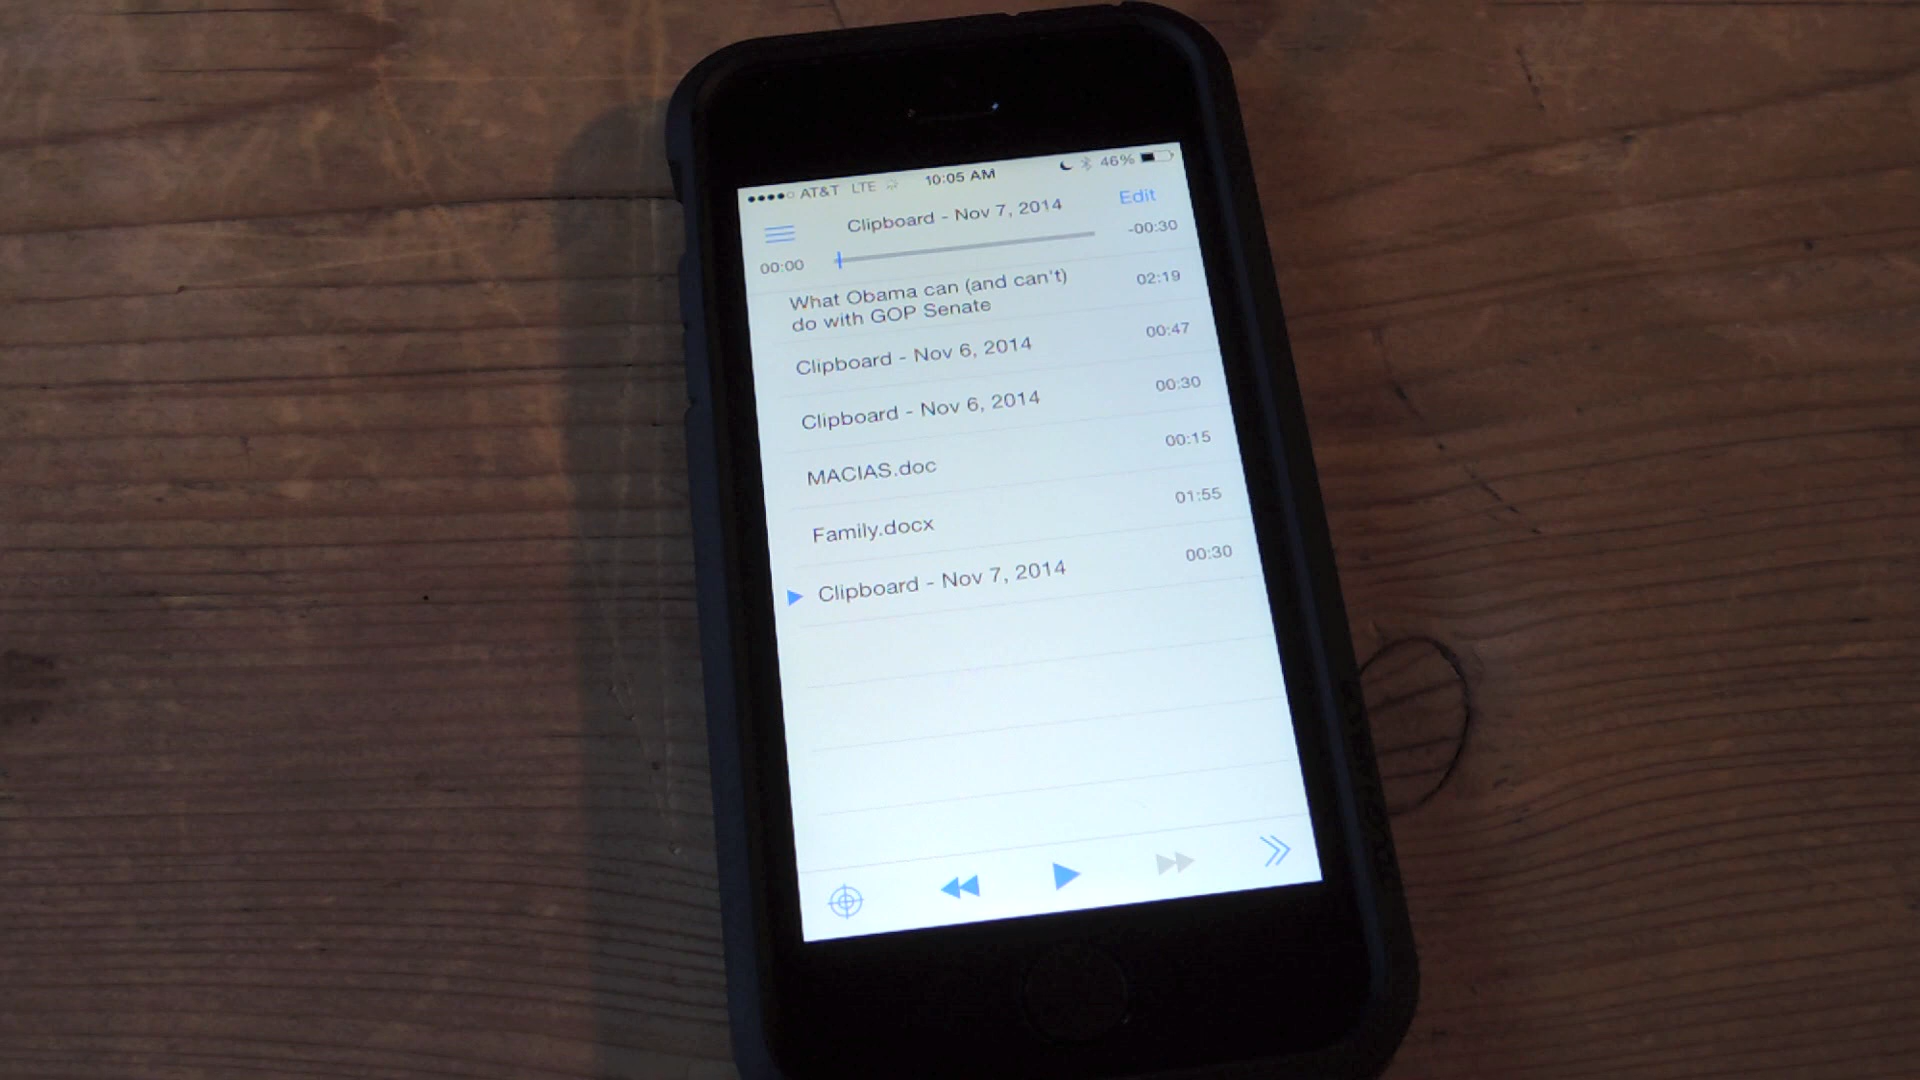 AT&T LTE 10:05 AM 46%
Clipboard - Nov 7, 2014 Edit
00:00 -00:30
What Obama can (and can't) 02:19
do with GOP Senate
Clipboard - Nov 6, 2014 00:47
Clipboard - Nov 6, 2014 00:30
MACIAS.doc 00:15
Family.docx 01:55
Clipboard - Nov 7, 2014 00:30